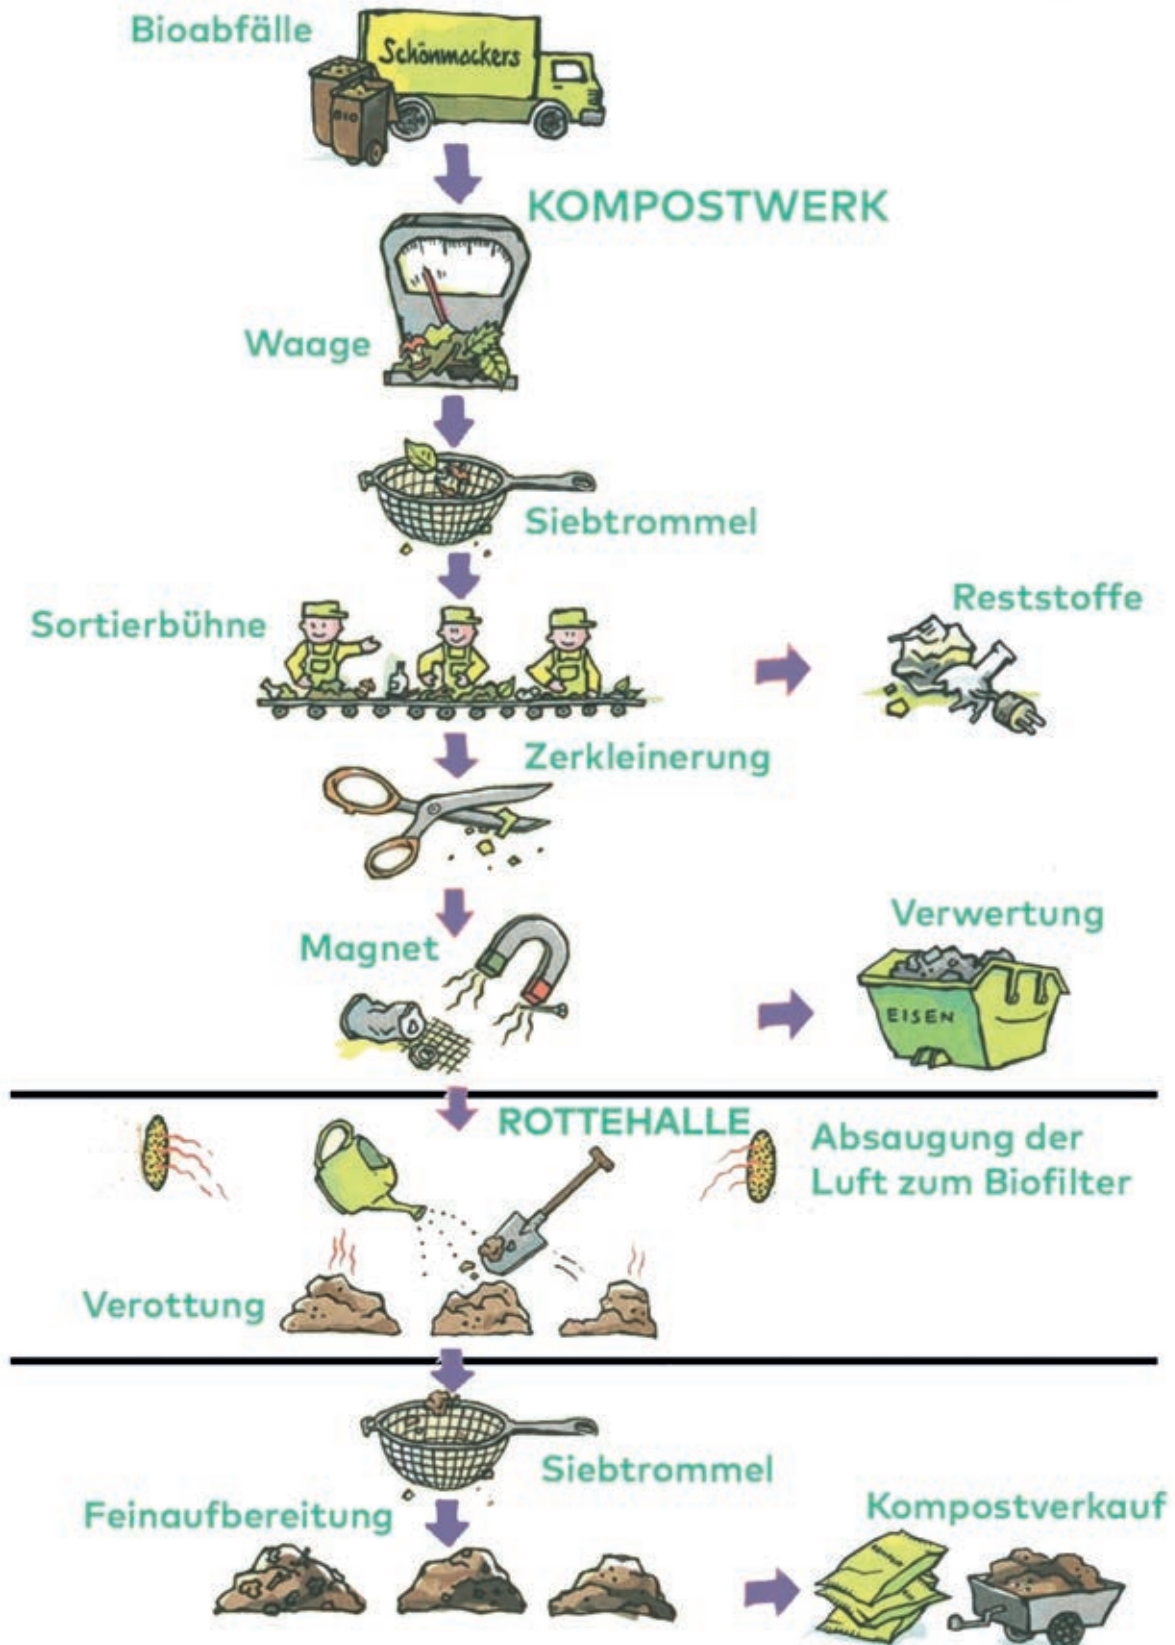 Bioabfälle
Schönmackers
BIO
KOMPOSTWERK
Waage
Siebtrommel
Sortierbühne
Reststoffe
Zerkleinerung
Magnet
Verwertung
EISEN
ROTTEHALLE
Absaugung der
Luft zum Biofilter
Verottung
Siebtrommel
Feinaufbereitung
Kompostverkauf